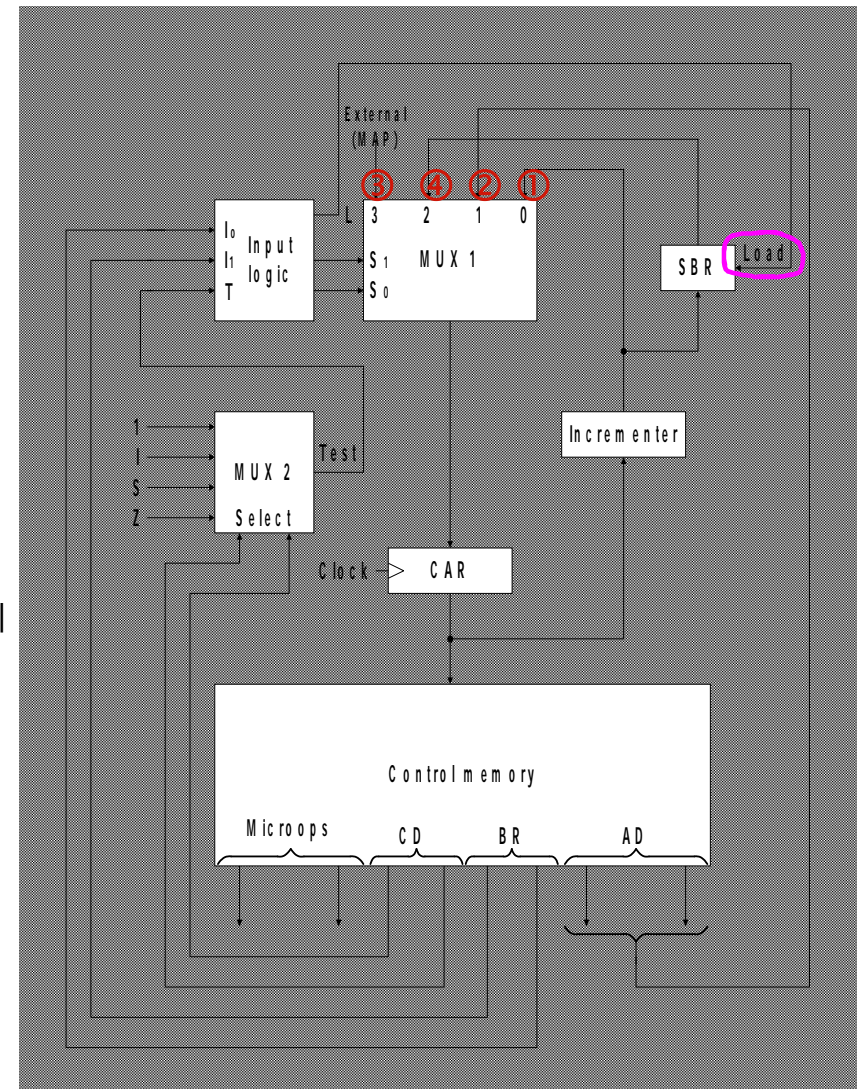 External
(MAP)
③ ④ ② ①
L 3 2 1 0
I₀
I₁
T
Input
logic
S₁
S₀
MUX 1
SBR
Load
Incrementer
1
I
S
Z
MUX 2
Select
Test
Clock
CAR
Control memory
Microops
CD
BR
AD